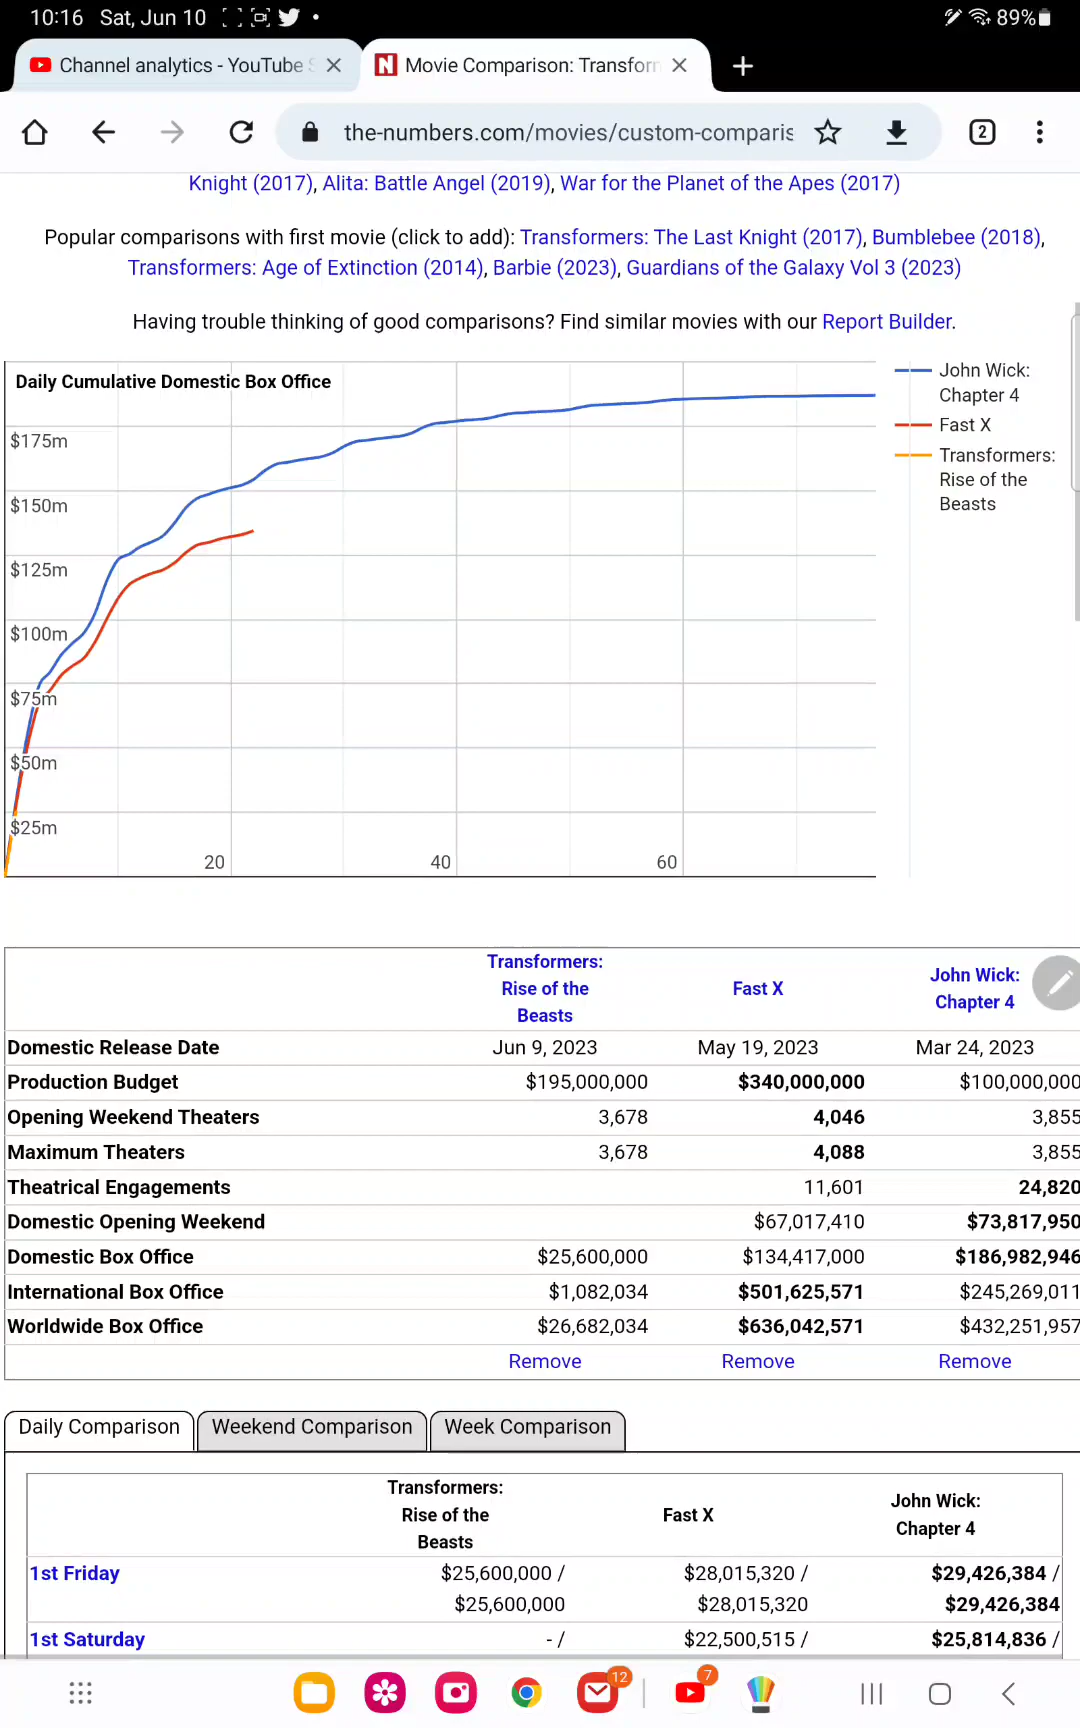 10:16 Sat, Jun 10
89%
Channel analytics - YouTube S
Movie Comparison: Transform
the-numbers.com/movies/custom-comparis
2
Knight (2017), Alita: Battle Angel (2019), War for the Planet of the Apes (2017)
Popular comparisons with first movie (click to add): Transformers: The Last Knight (2017), Bumblebee (2018),
Transformers: Age of Extinction (2014), Barbie (2023), Guardians of the Galaxy Vol 3 (2023)
Having trouble thinking of good comparisons? Find similar movies with our Report Builder.
Daily Cumulative Domestic Box Office
$175m
$150m
$125m
$100m
$75m
$50m
$25m
20 40 60
John Wick:
Chapter 4
Fast X
Transformers:
Rise of the
Beasts
Transformers:
Rise of the
Beasts
Fast X
John Wick:
Chapter 4
Domestic Release Date Jun 9, 2023 May 19, 2023 Mar 24, 2023
Production Budget $195,000,000 $340,000,000 $100,000,000
Opening Weekend Theaters 3,678 4,046 3,855
Maximum Theaters 3,678 4,088 3,855
Theatrical Engagements 11,601 24,820
Domestic Opening Weekend $67,017,410 $73,817,950
Domestic Box Office $25,600,000 $134,417,000 $186,982,946
International Box Office $1,082,034 $501,625,571 $245,269,011
Worldwide Box Office $26,682,034 $636,042,571 $432,251,957
Remove Remove Remove
Daily Comparison Weekend Comparison Week Comparison
Transformers:
Rise of the
Beasts
Fast X
John Wick:
Chapter 4
1st Friday $25,600,000 / $28,015,320 / $29,426,384 /
$25,600,000 $28,015,320 $29,426,384
1st Saturday - / $22,500,515 / $25,814,836 /
12
7